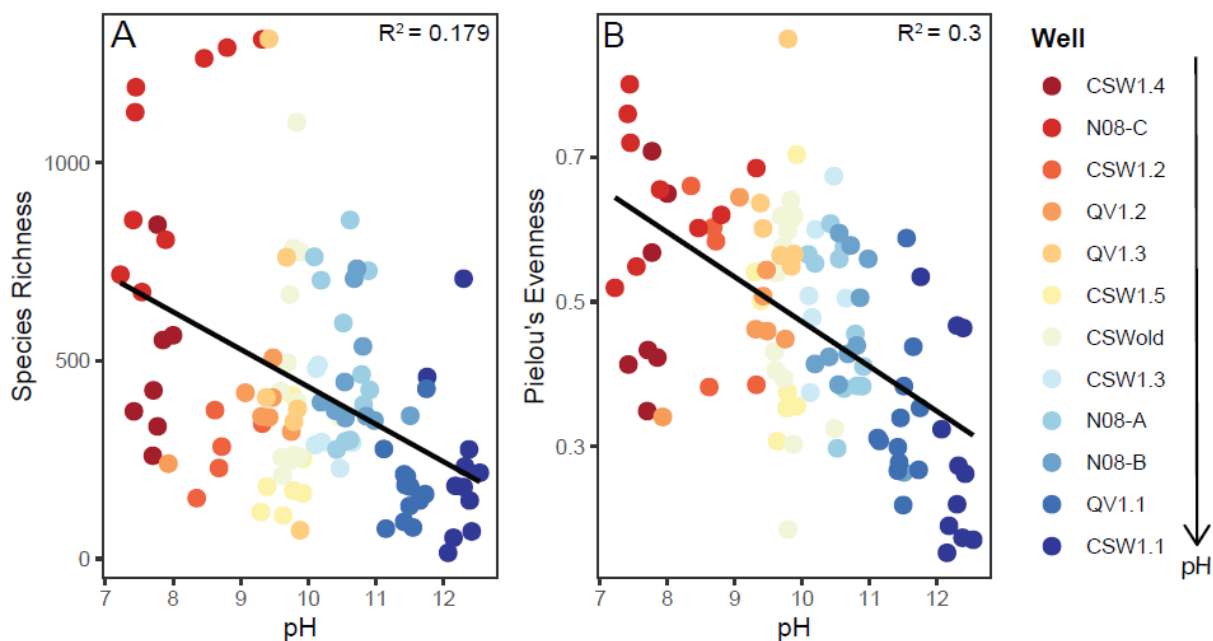 A
R² = 0.179
Species Richness
1000
500
0
7 8 9 10 11 12
pH
B
R² = 0.3
Pielou's Evenness
0.7
0.5
0.3
7 8 9 10 11 12
pH
Well
CSW1.4
N08-C
CSW1.2
QV1.2
QV1.3
CSW1.5
CSWold
CSW1.3
N08-A
N08-B
QV1.1
CSW1.1
pH